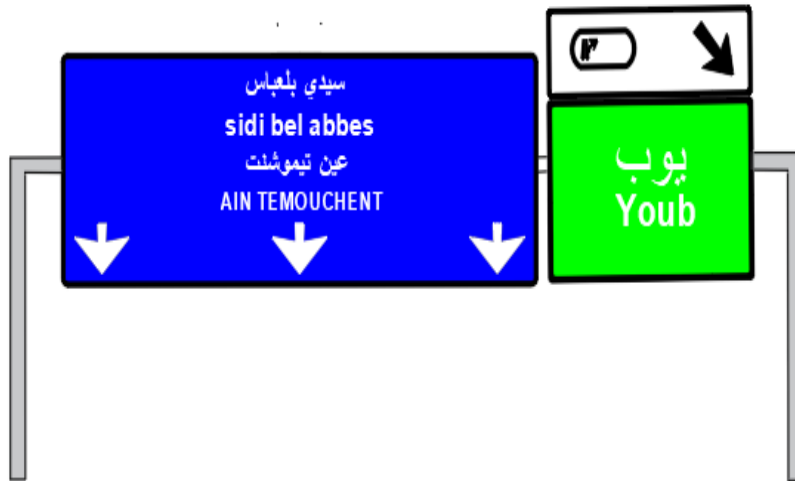 سيدي بلعباس
sidi bel abbes
عين تيموشنت
AIN TEMOUCHENT
يوب
Youb